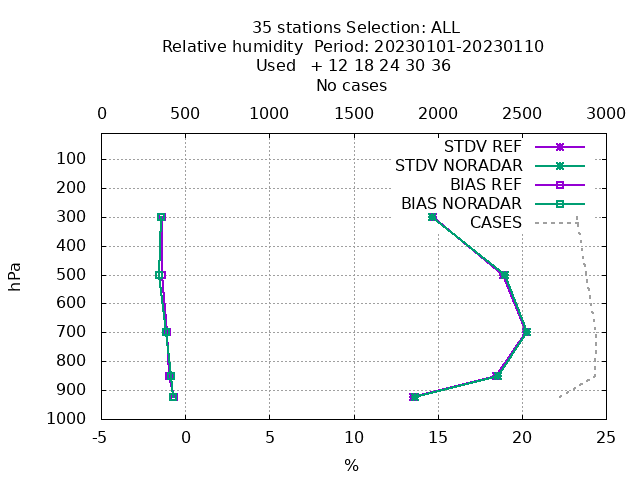 35 stations Selection: ALL
Relative humidity  Period: 20230101-20230110
Used   + 12 18 24 30 36
No cases
0 500 1000 1500 2000 2500 3000
STDV REF
STDV NORADAR
BIAS REF
BIAS NORADAR
CASES
hPa
100
200
300
400
500
600
700
800
900
1000
-5 0 5 10 15 20 25
%